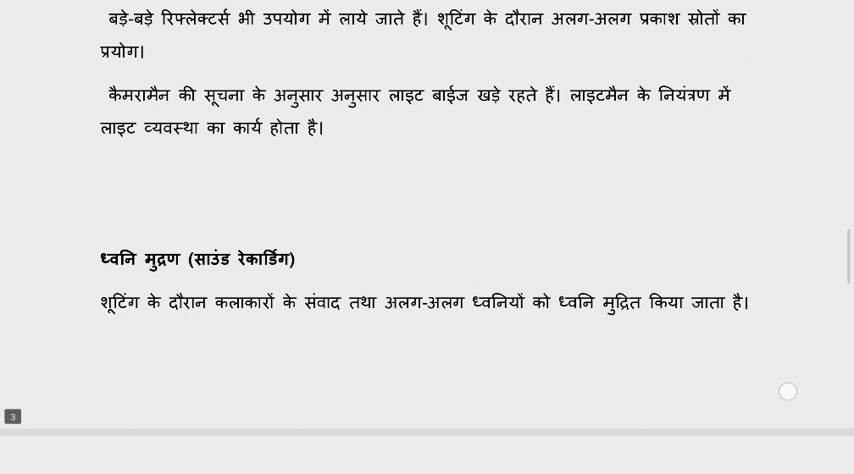 बड़े-बड़े रिफ्लेक्टर्स भी उपयोग में लाये जाते हैं। शूटिंग के दौरान अलग-अलग प्रकाश स्रोतों का
प्रयोग।
कैमरामैन की सूचना के अनुसार अनुसार लाइट बाईज खड़े रहते हैं। लाइटमैन के नियंत्रण में
लाइट व्यवस्था का कार्य होता है।
ध्वनि मुद्रण (साउंड रेकार्डिग)
शूटिंग के दौरान कलाकारों के संवाद तथा अलग-अलग ध्वनियों को ध्वनि मुद्रित किया जाता है।
3